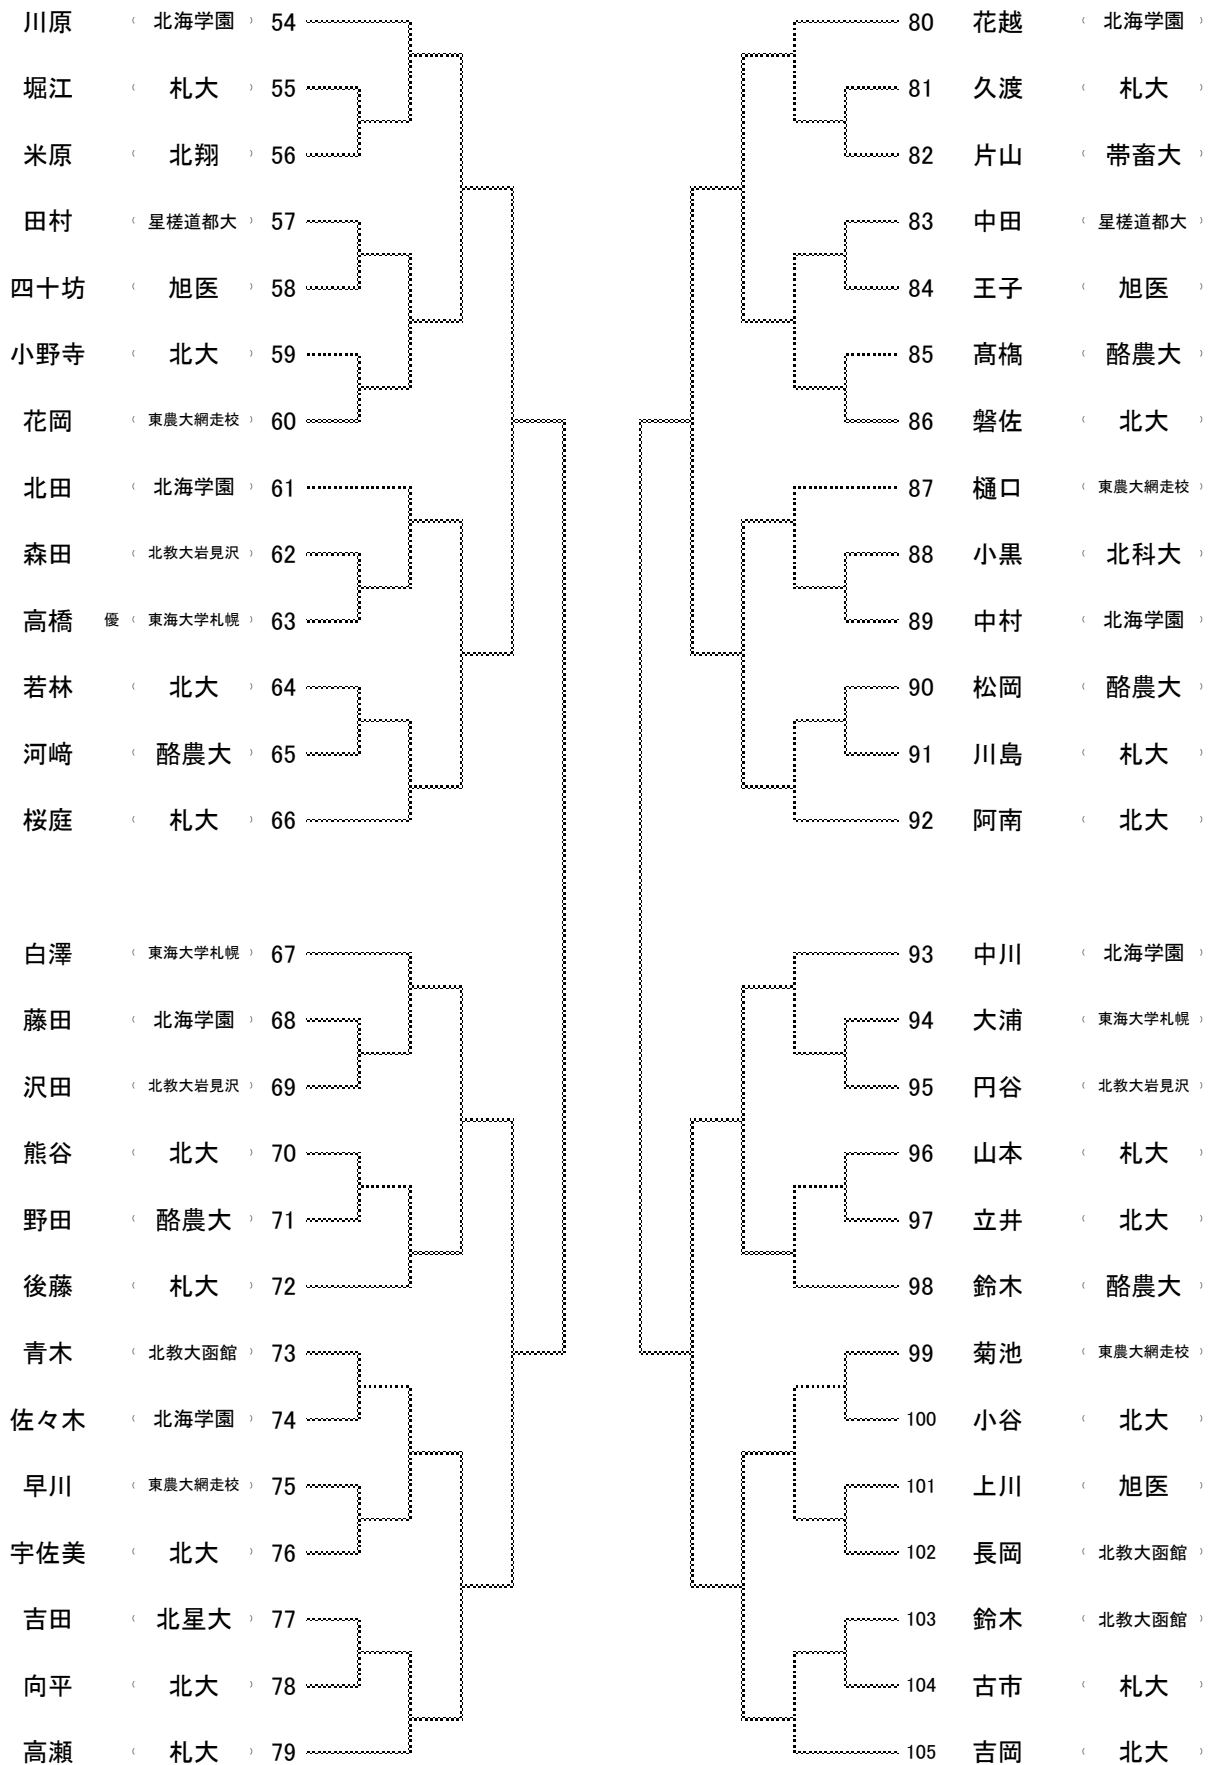 川原 （ 北海学園 ） 54
堀江 （ 札大 ） 55
米原 （ 北翔 ） 56
田村 （ 星槎道都大 ） 57
四十坊 （ 旭医 ） 58
小野寺 （ 北大 ） 59
花岡 （ 東農大網走校 ） 60
北田 （ 北海学園 ） 61
森田 （ 北教大岩見沢 ） 62
高橋 優 （ 東海大学札幌 ） 63
若林 （ 北大 ） 64
河﨑 （ 酪農大 ） 65
桜庭 （ 札大 ） 66
白澤 （ 東海大学札幌 ） 67
藤田 （ 北海学園 ） 68
沢田 （ 北教大岩見沢 ） 69
熊谷 （ 北大 ） 70
野田 （ 酪農大 ） 71
後藤 （ 札大 ） 72
青木 （ 北教大函館 ） 73
佐々木 （ 北海学園 ） 74
早川 （ 東農大網走校 ） 75
宇佐美 （ 北大 ） 76
吉田 （ 北星大 ） 77
向平 （ 北大 ） 78
高瀬 （ 札大 ） 79
80 花越 （ 北海学園 ）
81 久渡 （ 札大 ）
82 片山 （ 帯畜大 ）
83 中田 （ 星槎道都大 ）
84 王子 （ 旭医 ）
85 髙橋 （ 酪農大 ）
86 磐佐 （ 北大 ）
87 樋口 （ 東農大網走校 ）
88 小黒 （ 北科大 ）
89 中村 （ 北海学園 ）
90 松岡 （ 酪農大 ）
91 川島 （ 札大 ）
92 阿南 （ 北大 ）
93 中川 （ 北海学園 ）
94 大浦 （ 東海大学札幌 ）
95 円谷 （ 北教大岩見沢 ）
96 山本 （ 札大 ）
97 立井 （ 北大 ）
98 鈴木 （ 酪農大 ）
99 菊池 （ 東農大網走校 ）
100 小谷 （ 北大 ）
101 上川 （ 旭医 ）
102 長岡 （ 北教大函館 ）
103 鈴木 （ 北教大函館 ）
104 古市 （ 札大 ）
105 吉岡 （ 北大 ）